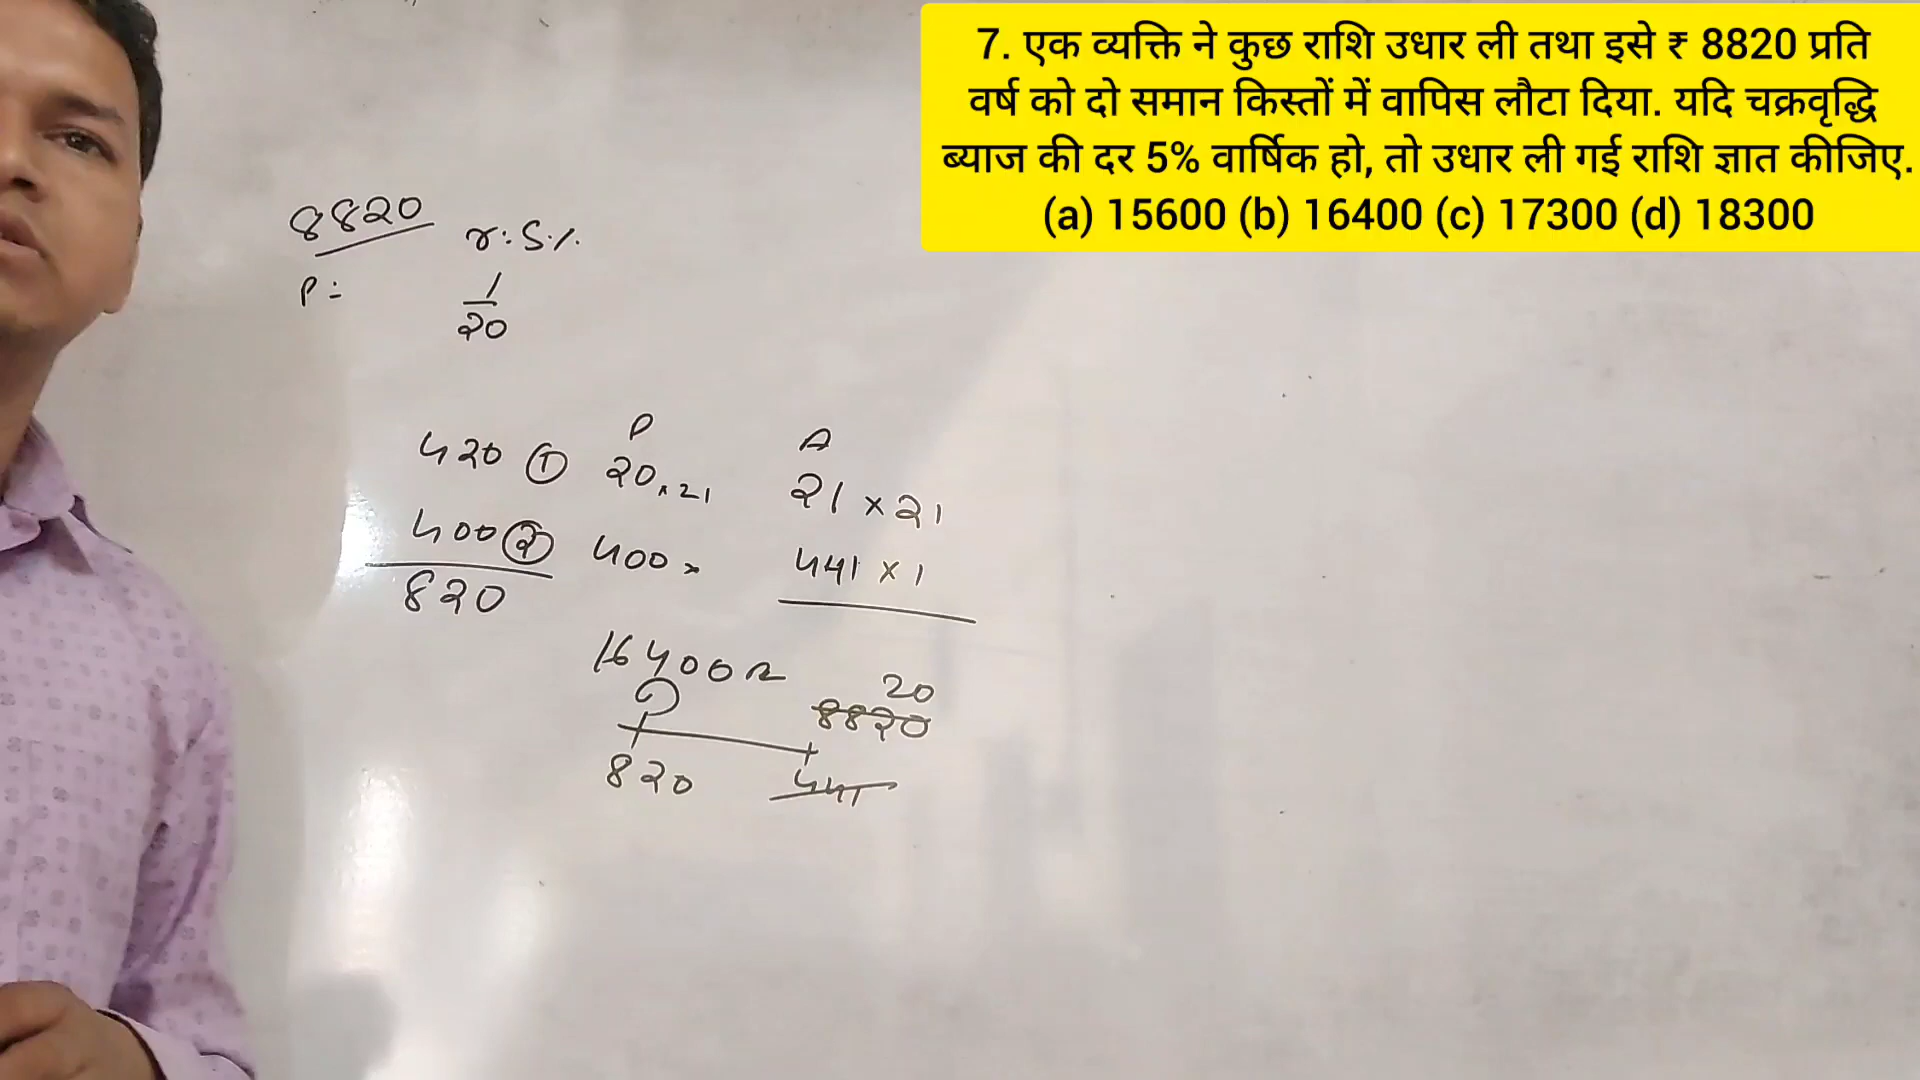 7. एक व्यक्ति ने कुछ राशि उधार ली तथा इसे ₹ 8820 प्रति
वर्ष को दो समान किस्तों में वापिस लौटा दिया. यदि चक्रवृद्धि
ब्याज की दर 5% वार्षिक हो, तो उधार ली गई राशि ज्ञात कीजिए.
(a) 15600 (b) 16400 (c) 17300 (d) 18300
8820 r: 5%.
P =
1
20
P A
420 ① 20 × 21 21 × 21
400 ② 400 × 441 × 1
820
16400
20
8820
820 441